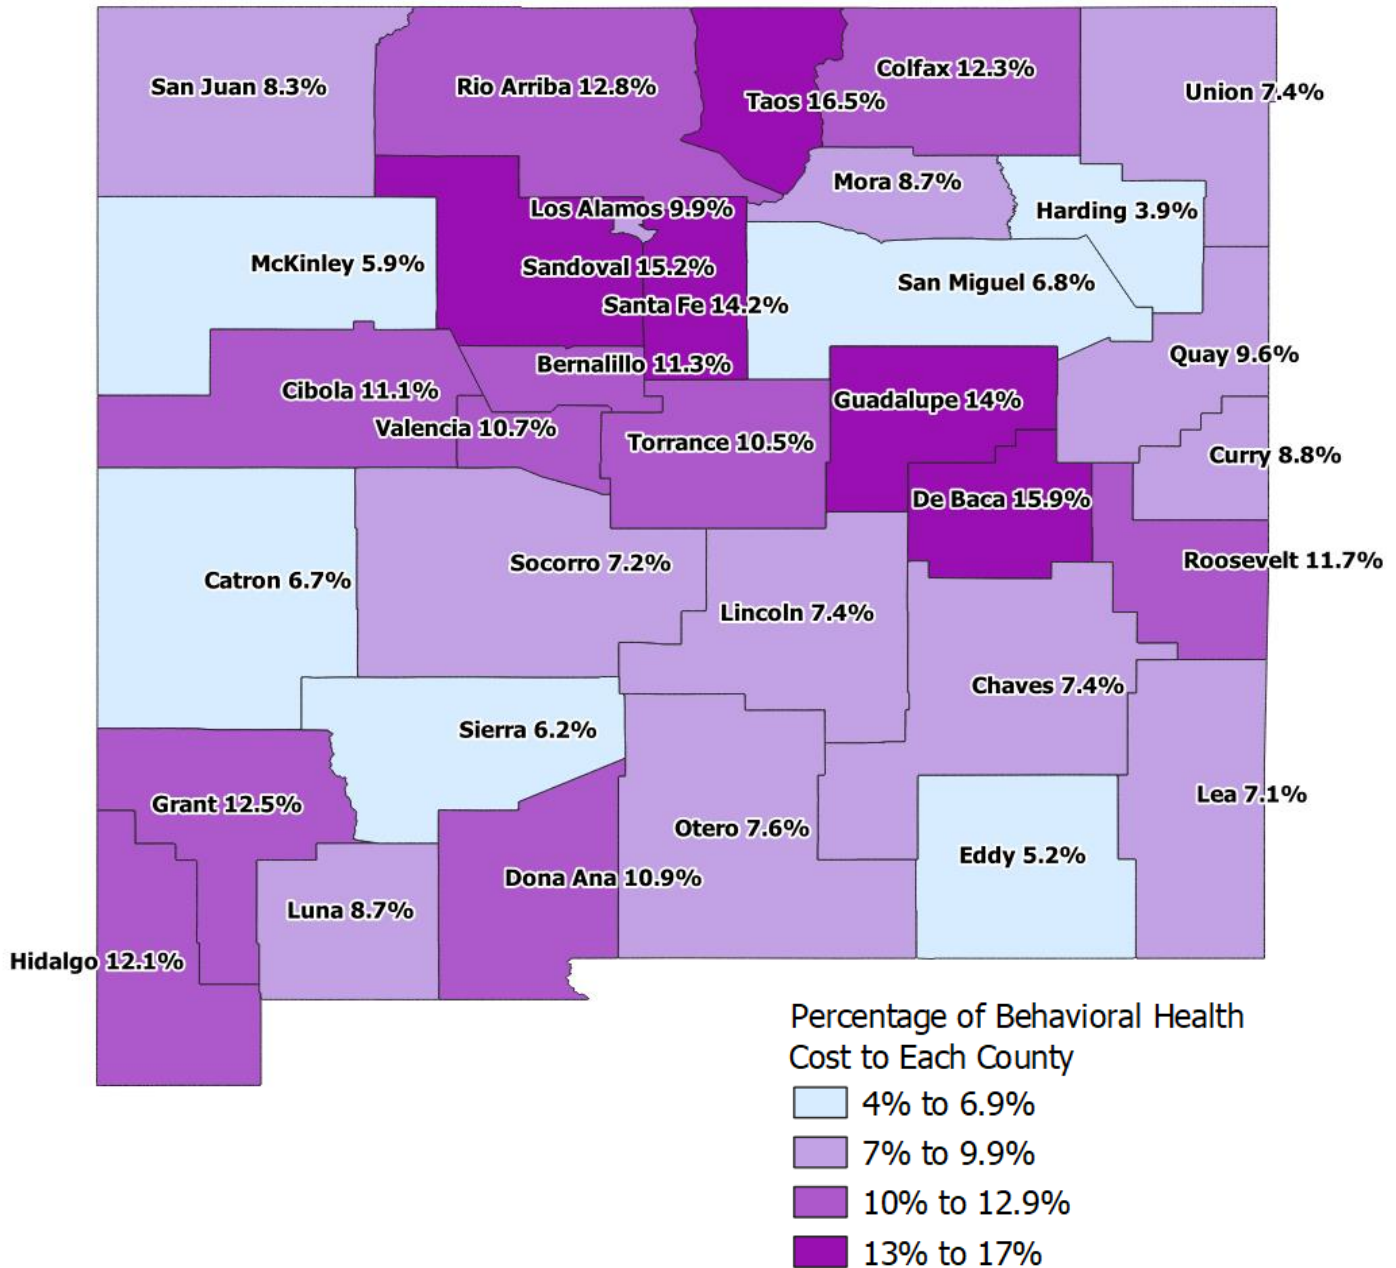 San Juan 8.3%
Rio Arriba 12.8%
Taos 16.5%
Colfax 12.3%
Union 7.4%
Mora 8.7%
Harding 3.9%
Los Alamos 9.9%
McKinley 5.9%
Sandoval 15.2%
San Miguel 6.8%
Santa Fe 14.2%
Bernalillo 11.3%
Quay 9.6%
Cibola 11.1%
Guadalupe 14%
Valencia 10.7%
Torrance 10.5%
Curry 8.8%
De Baca 15.9%
Catron 6.7%
Socorro 7.2%
Roosevelt 11.7%
Lincoln 7.4%
Chaves 7.4%
Sierra 6.2%
Lea 7.1%
Grant 12.5%
Otero 7.6%
Eddy 5.2%
Dona Ana 10.9%
Luna 8.7%
Hidalgo 12.1%
Percentage of Behavioral Health
Cost to Each County
4% to 6.9%
7% to 9.9%
10% to 12.9%
13% to 17%